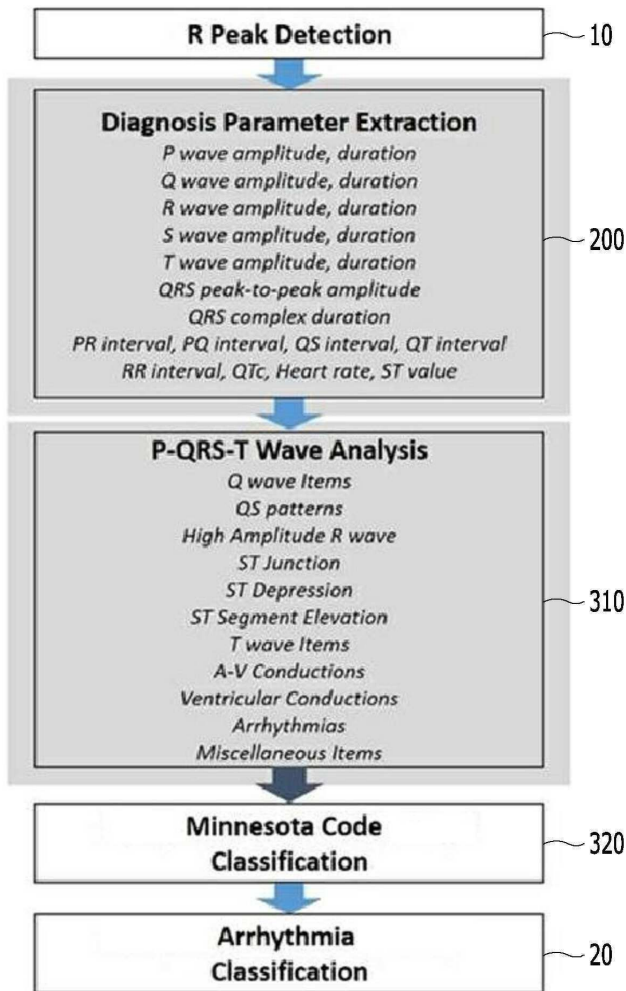 R Peak Detection
10
Diagnosis Parameter Extraction
P wave amplitude, duration
Q wave amplitude, duration
R wave amplitude, duration
S wave amplitude, duration
T wave amplitude, duration
QRS peak-to-peak amplitude
QRS complex duration
PR interval, PQ interval, QS interval, QT interval
RR interval, QTc, Heart rate, ST value
200
P-QRS-T Wave Analysis
Q wave Items
QS patterns
High Amplitude R wave
ST Junction
ST Depression
ST Segment Elevation
T wave Items
A-V Conductions
Ventricular Conductions
Arrhythmias
Miscellaneous Items
310
Minnesota Code
Classification
320
Arrhythmia
Classification
20